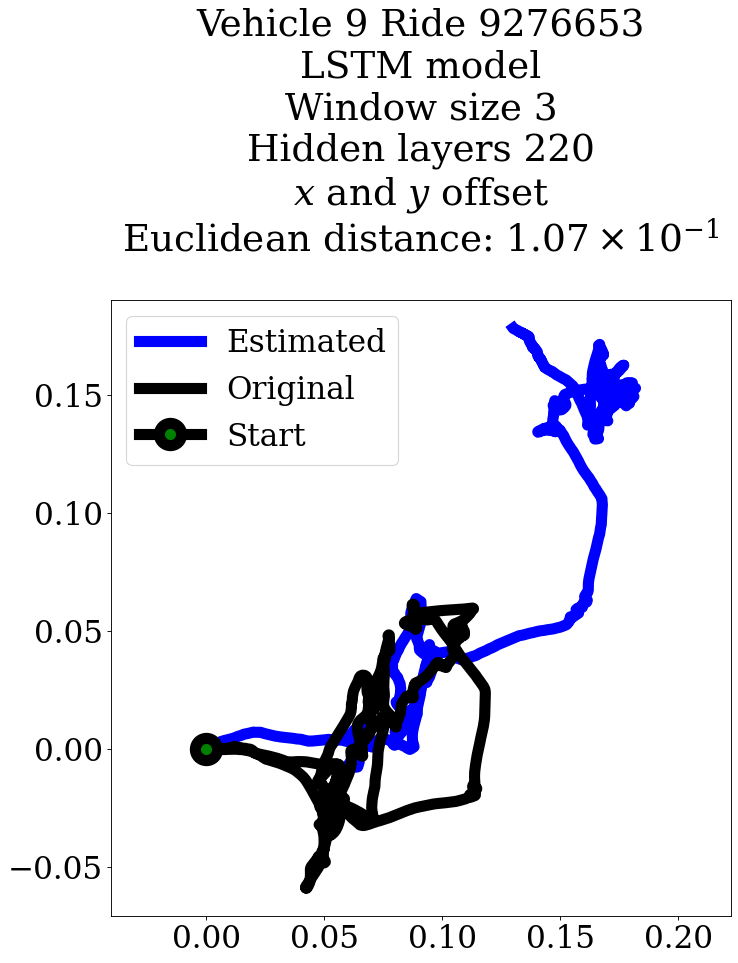 Vehicle 9 Ride 9276653
LSTM model
Window size 3
Hidden layers 220
x and y offset
Euclidean distance: 1.07 × 10⁻¹
Estimated
Original
Start
0.15
0.10
0.05
0.00
−0.05
0.00 0.05 0.10 0.15 0.20